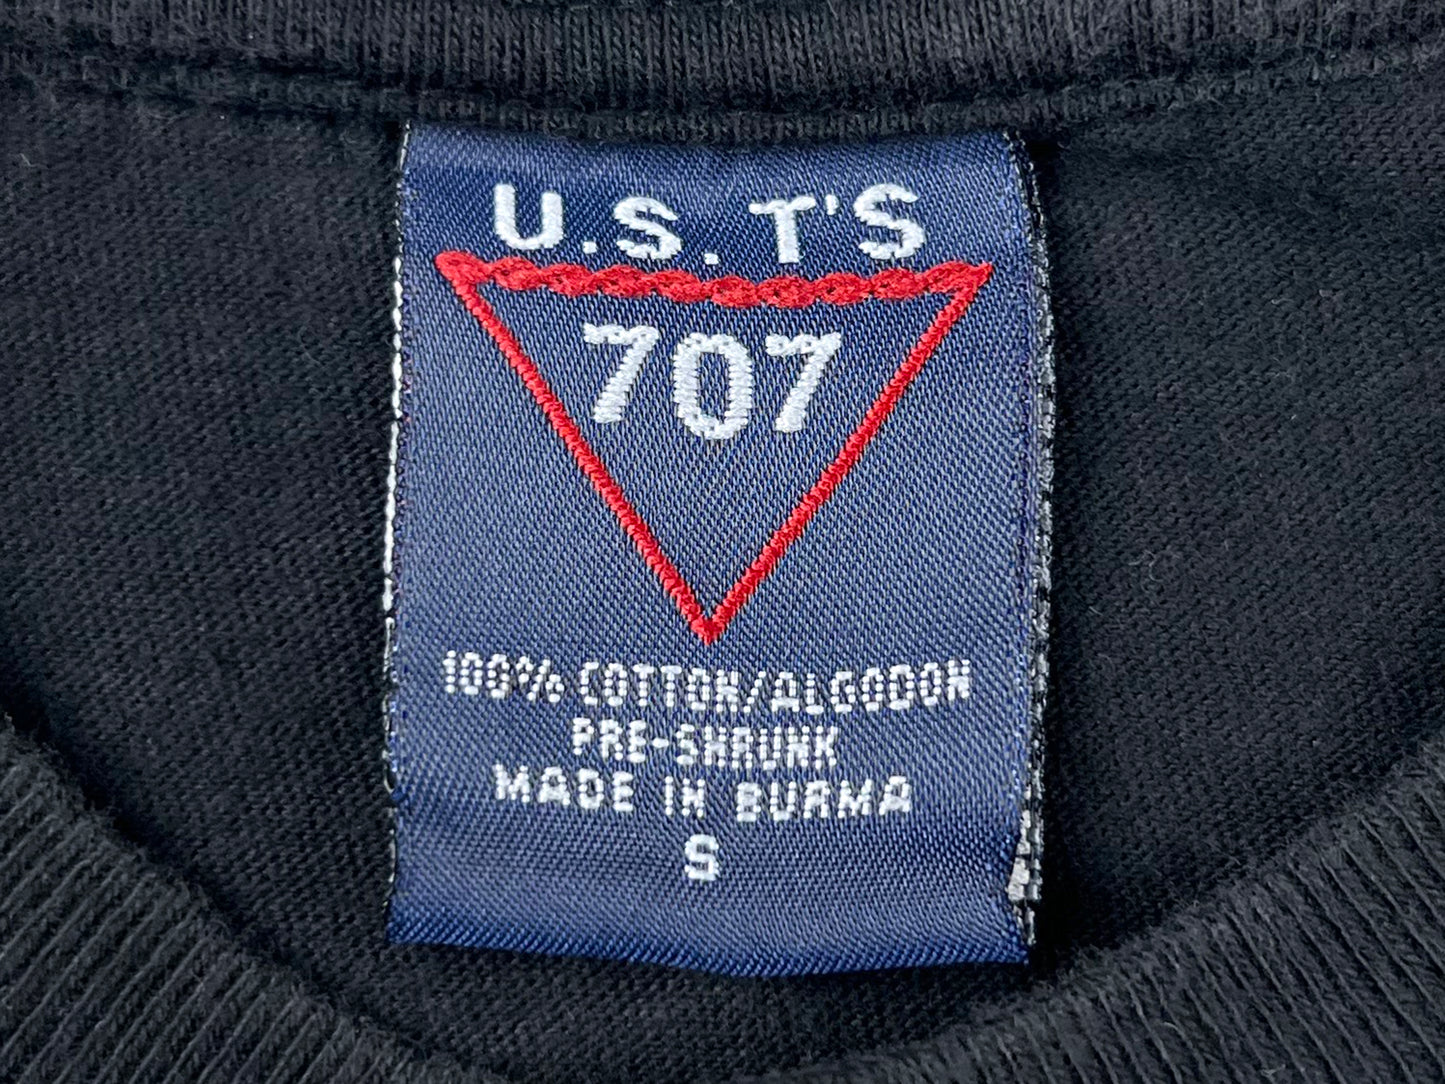 U.S. T'S
707
100% COTTON/ALGODON
PRE-SHRUNK
MADE IN BURMA
S